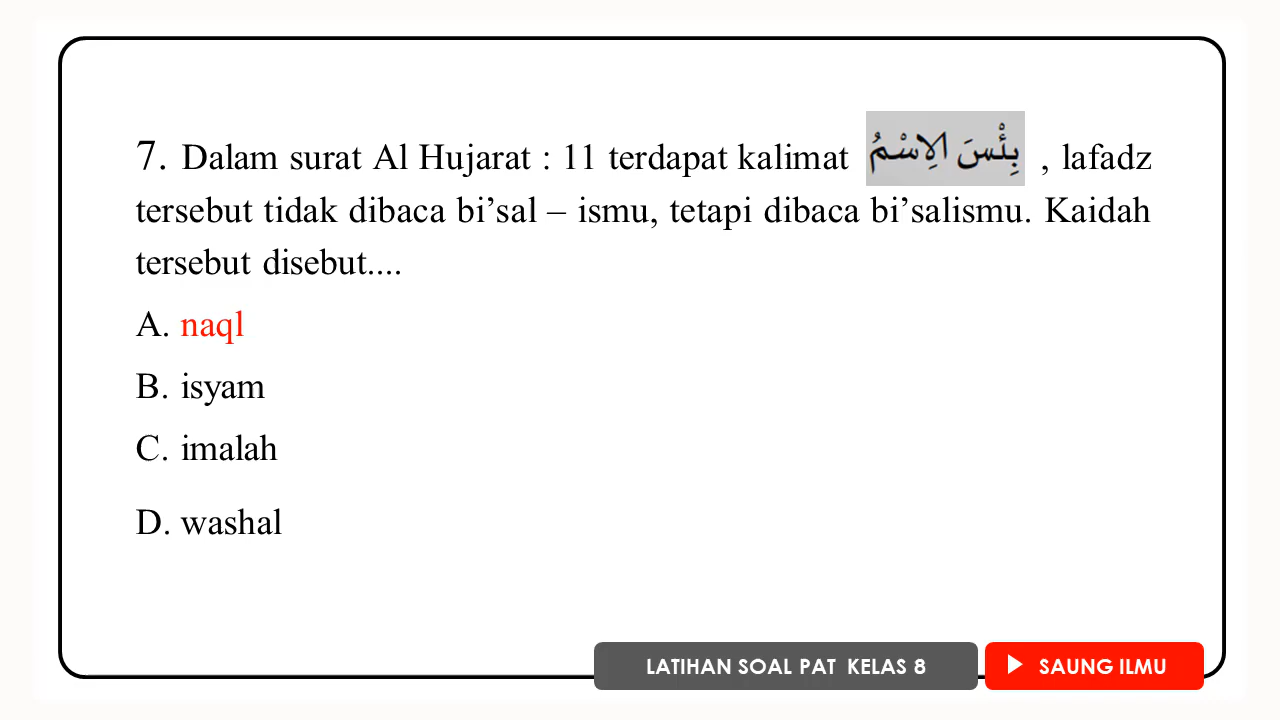 7. Dalam surat Al Hujarat : 11 terdapat kalimat بِئْسَ الِاسْمُ , lafadz
tersebut tidak dibaca bi’sal – ismu, tetapi dibaca bi’salismu. Kaidah
tersebut disebut....
A. naql
B. isyam
C. imalah
D. washal
LATIHAN SOAL PAT KELAS 8
SAUNG ILMU